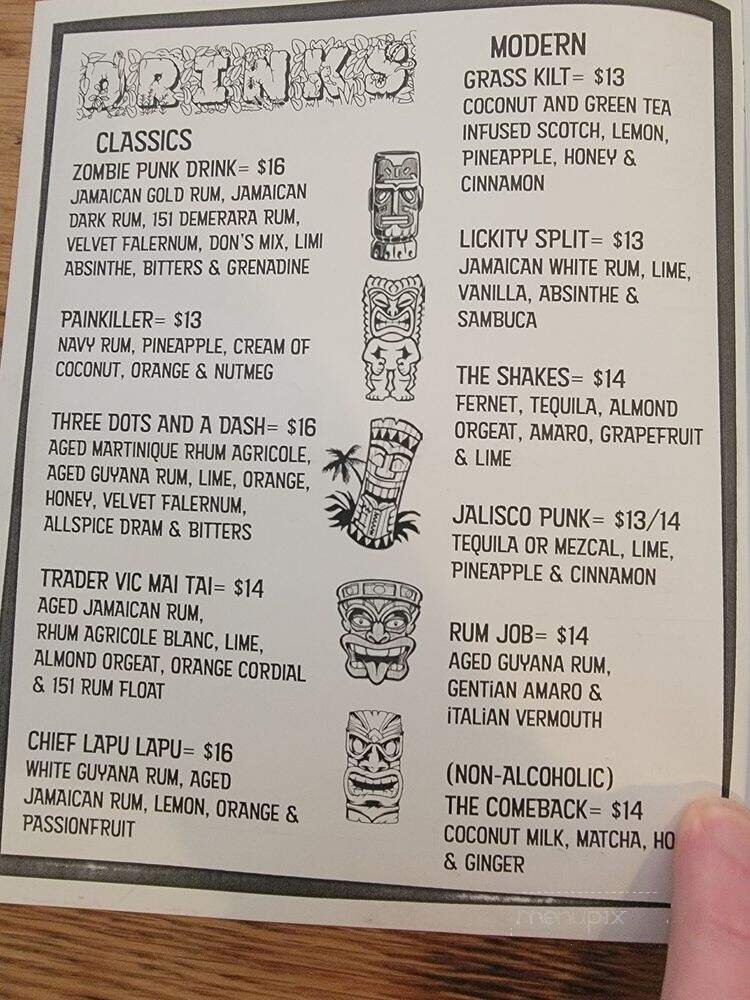 DRINKS
CLASSICS
ZOMBIE PUNK DRINK= $16
JAMAICAN GOLD RUM, JAMAICAN
DARK RUM, 151 DEMERARA RUM,
VELVET FALERNUM, DON'S MIX, LIMI
ABSINTHE, BITTERS & GRENADINE
PAINKILLER= $13
NAVY RUM, PINEAPPLE, CREAM OF
COCONUT, ORANGE & NUTMEG
THREE DOTS AND A DASH= $16
AGED MARTINIQUE RHUM AGRICOLE,
AGED GUYANA RUM, LIME, ORANGE,
HONEY, VELVET FALERNUM,
ALLSPICE DRAM & BITTERS
TRADER VIC MAI TAI= $14
AGED JAMAICAN RUM,
RHUM AGRICOLE BLANC, LIME,
ALMOND ORGEAT, ORANGE CORDIAL
& 151 RUM FLOAT
CHIEF LAPU LAPU= $16
WHITE GUYANA RUM, AGED
JAMAICAN RUM, LEMON, ORANGE &
PASSIONFRUIT
MODERN
GRASS KILT= $13
COCONUT AND GREEN TEA
INFUSED SCOTCH, LEMON,
PINEAPPLE, HONEY &
CINNAMON
LICKITY SPLIT= $13
JAMAICAN WHITE RUM, LIME,
VANILLA, ABSINTHE &
SAMBUCA
THE SHAKES= $14
FERNET, TEQUILA, ALMOND
ORGEAT, AMARO, GRAPEFRUIT
& LIME
JALISCO PUNK= $13/14
TEQUILA OR MEZCAL, LIME,
PINEAPPLE & CINNAMON
RUM JOB= $14
AGED GUYANA RUM,
GENTiAN AMARO &
iTALiAN VERMOUTH
(NON-ALCOHOLIC)
THE COMEBACK= $14
COCONUT MILK, MATCHA, HO
& GINGER
menupix